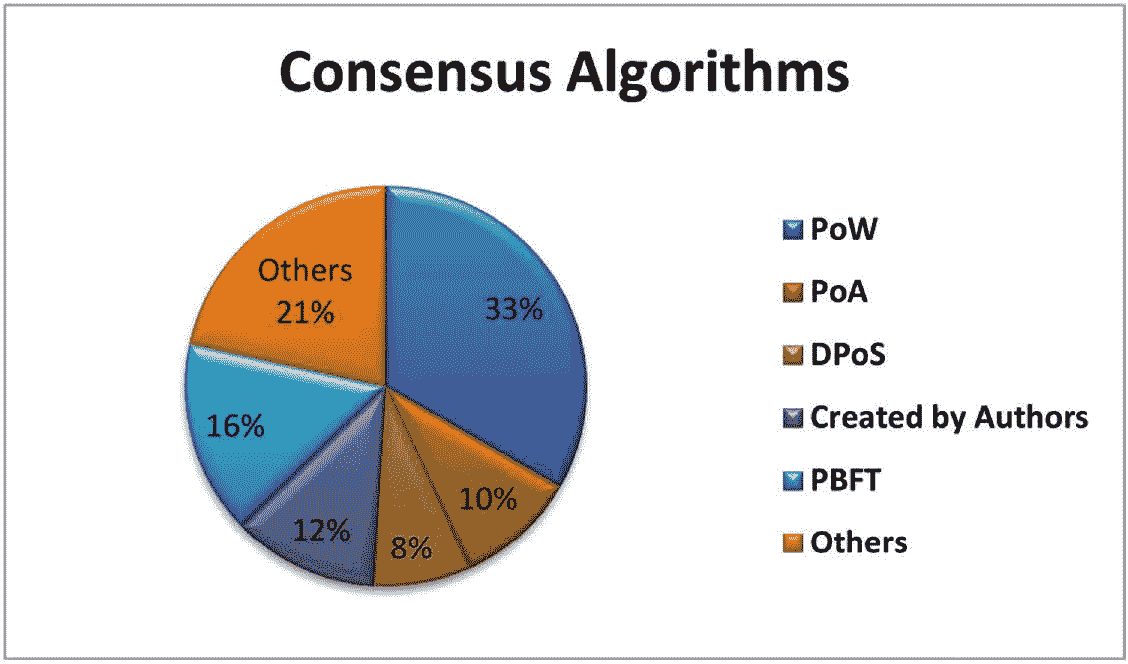 Consensus Algorithms
Others
21%
33%
16%
12%
8%
10%
PoW
PoA
DPoS
Created by Authors
PBFT
Others